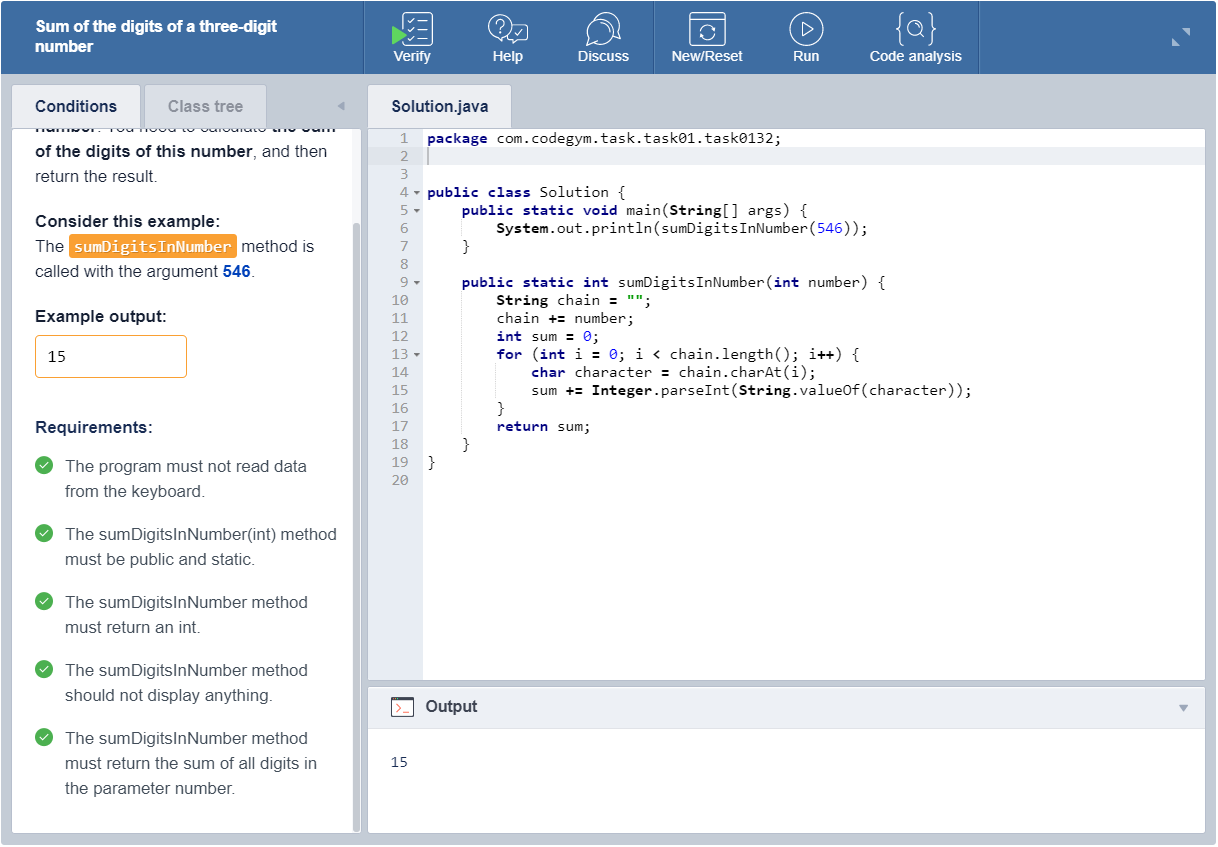 Sum of the digits of a three-digit
number
Verify
Help
Discuss
New/Reset
Run
Code analysis
Conditions
Class tree
Solution.java
number. You need to calculate the sum
of the digits of this number, and then
return the result.
Consider this example:
The sumDigitsInNumber method is
called with the argument 546.
Example output:
15
Requirements:
The program must not read data
from the keyboard.
The sumDigitsInNumber(int) method
must be public and static.
The sumDigitsInNumber method
must return an int.
The sumDigitsInNumber method
should not display anything.
The sumDigitsInNumber method
must return the sum of all digits in
the parameter number.
1 package com.codegym.task.task01.task0132;
2
3
4 public class Solution {
5     public static void main(String[] args) {
6         System.out.println(sumDigitsInNumber(546));
7     }
8
9     public static int sumDigitsInNumber(int number) {
10         String chain = "";
11         chain += number;
12         int sum = 0;
13         for (int i = 0; i < chain.length(); i++) {
14             char character = chain.charAt(i);
15             sum += Integer.parseInt(String.valueOf(character));
16         }
17         return sum;
18     }
19 }
20
Output
15